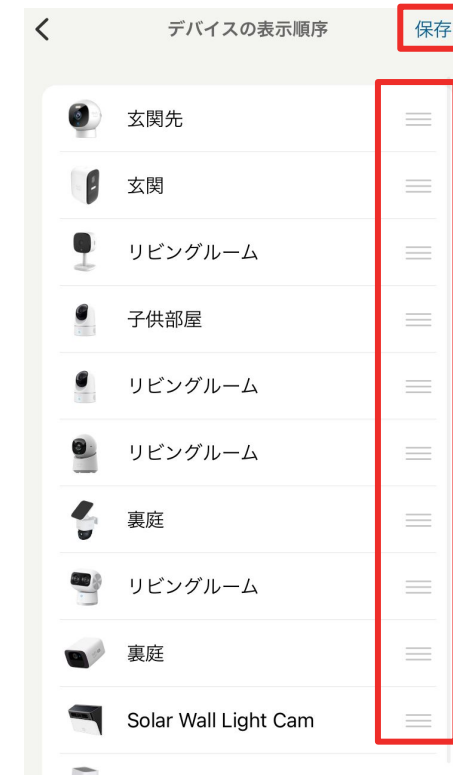 デバイスの表示順序
保存
玄関先
玄関
リビングルーム
子供部屋
リビングルーム
リビングルーム
裏庭
リビングルーム
裏庭
Solar Wall Light Cam